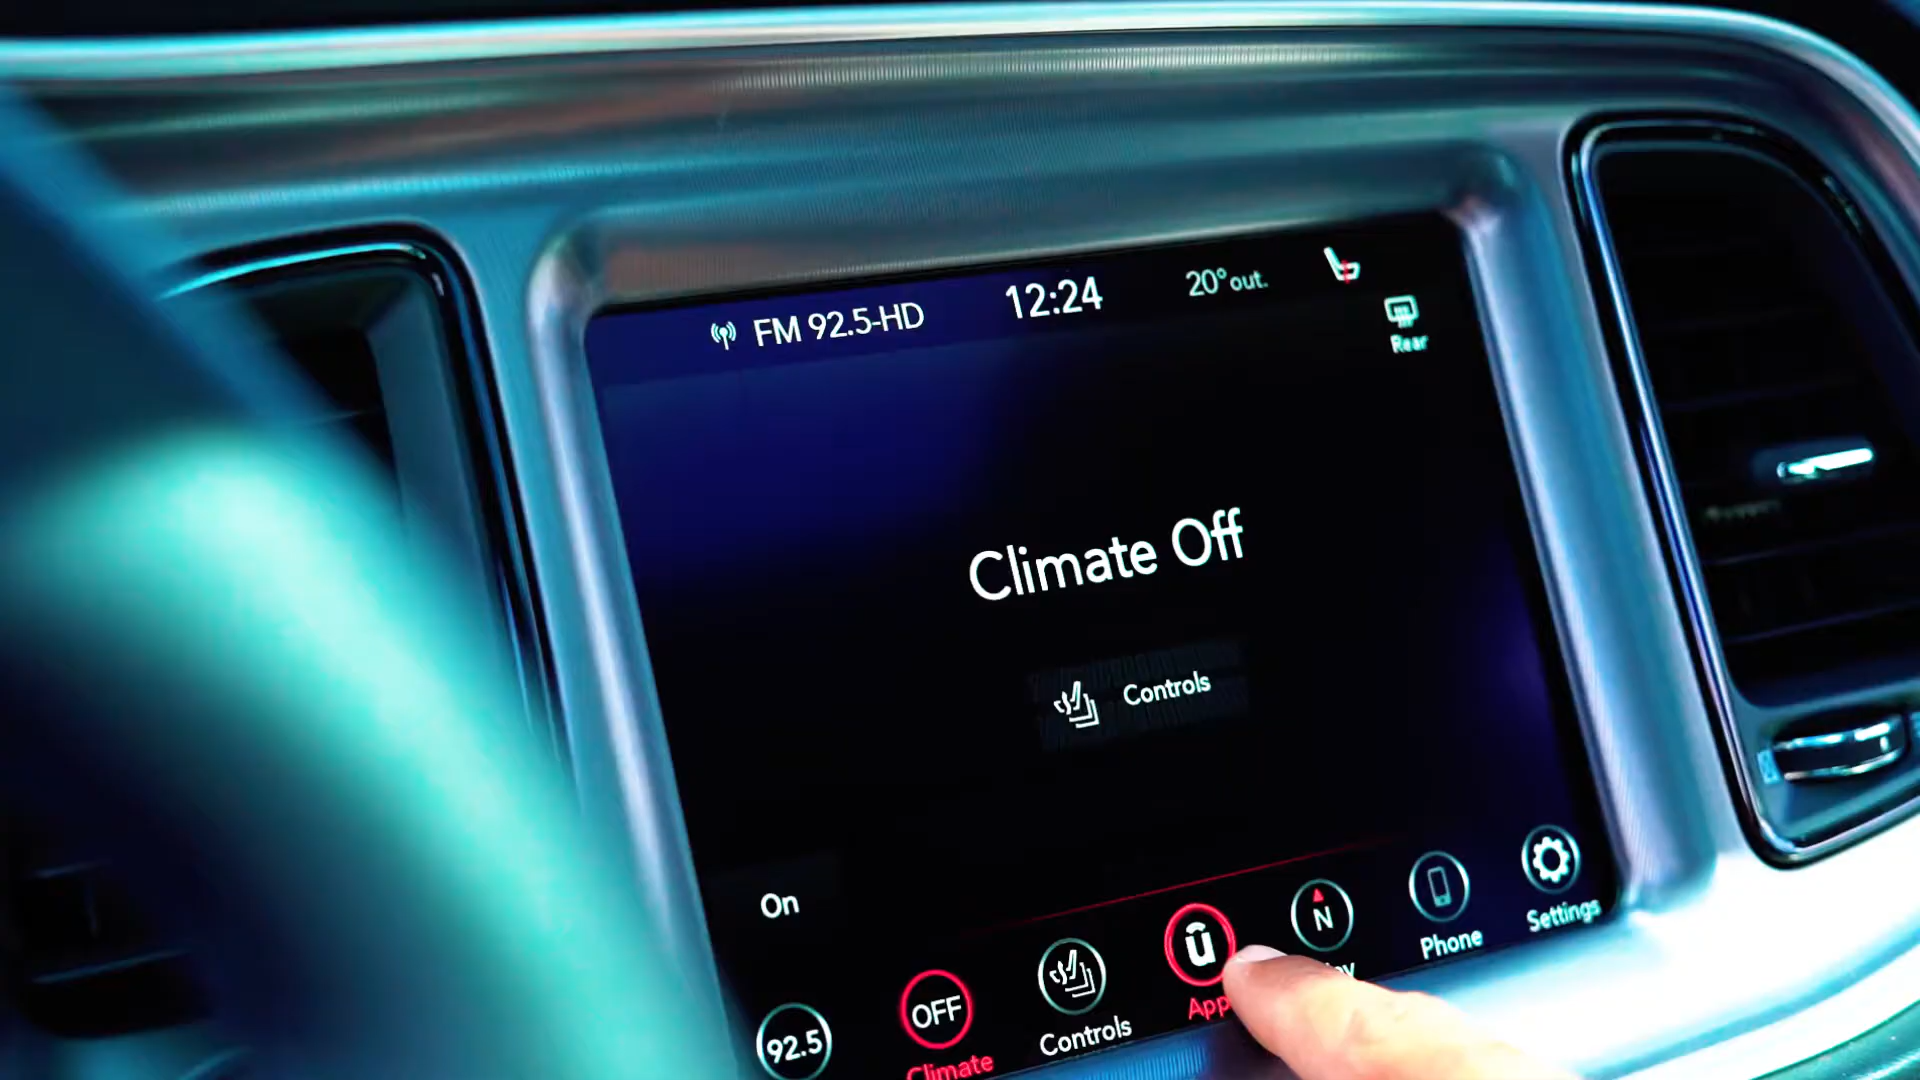 FM 92.5-HD
12:24
20° out.
Rear
Climate Off
Controls
On
92.5
OFF
Climate
Controls
û
App
N
Phone
Settings